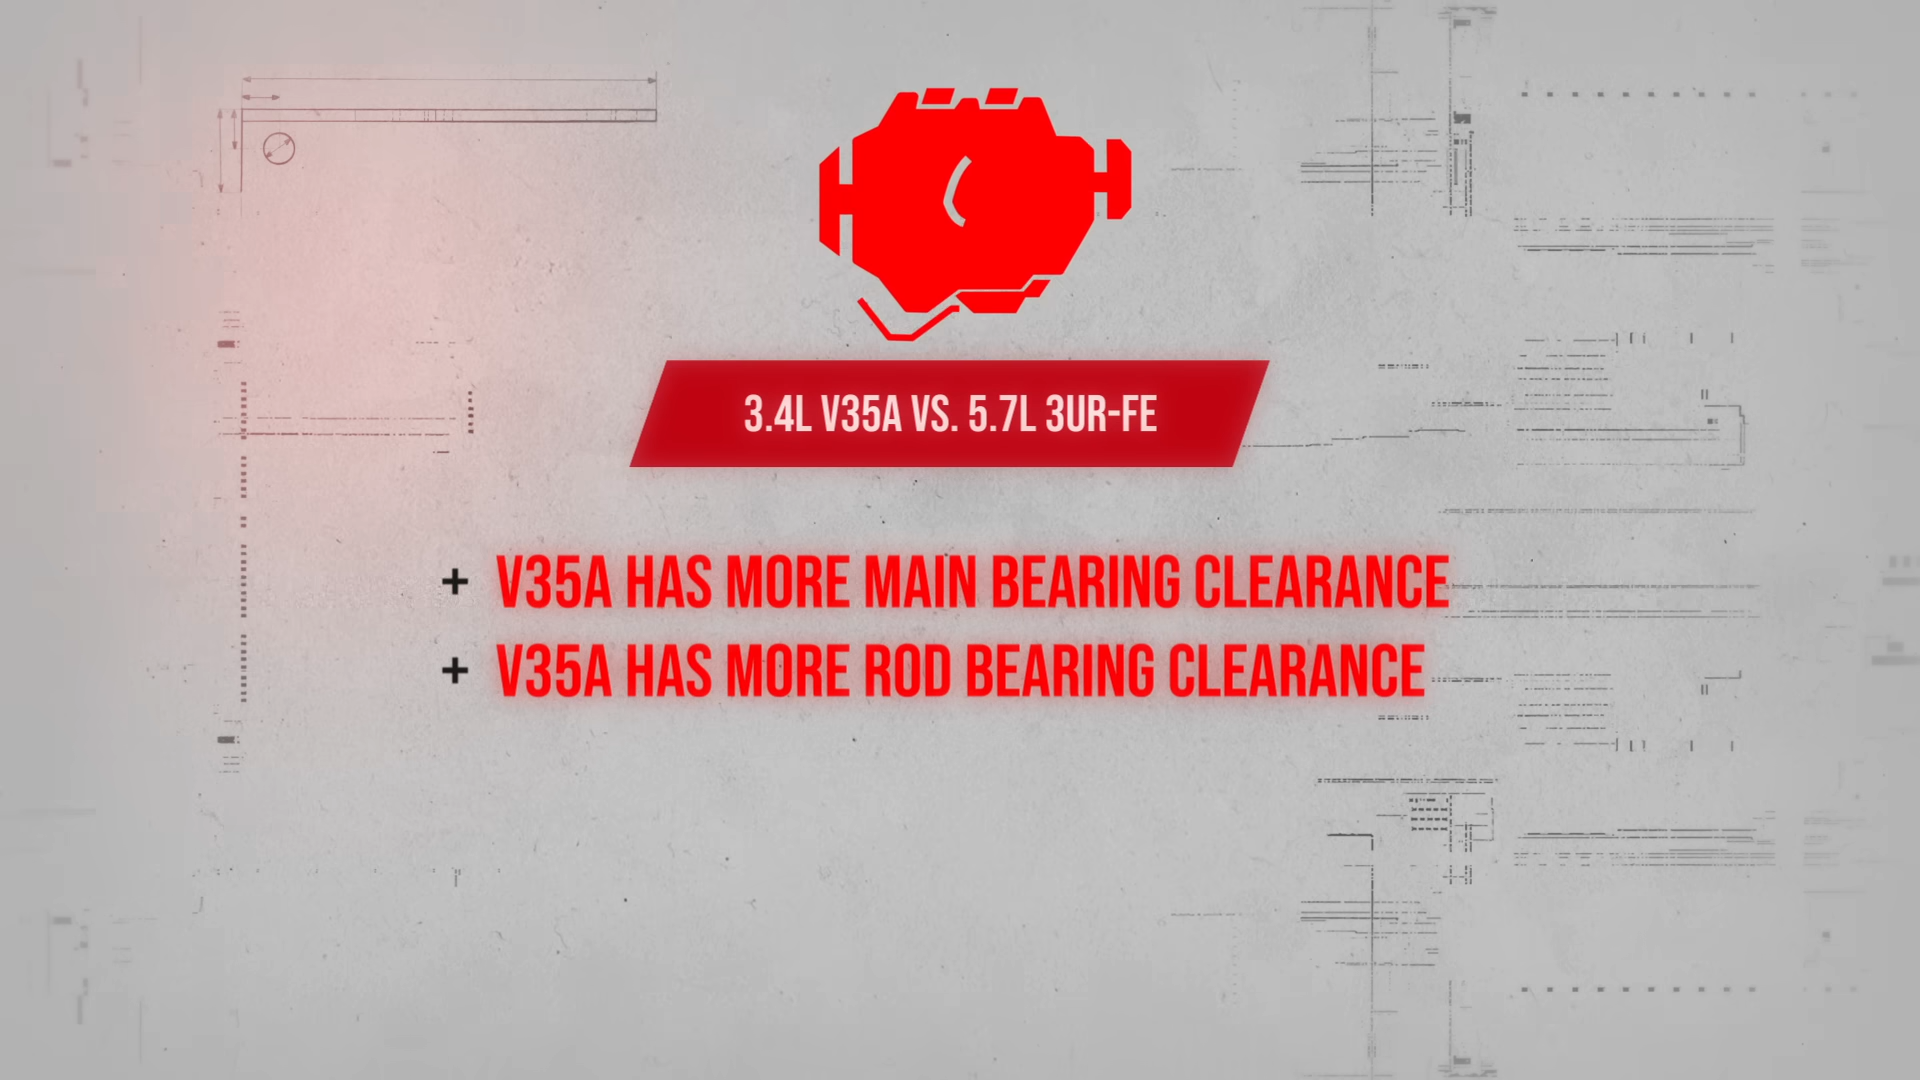 3.4L V35A VS. 5.7L 3UR-FE
+ V35A HAS MORE MAIN BEARING CLEARANCE
+ V35A HAS MORE ROD BEARING CLEARANCE